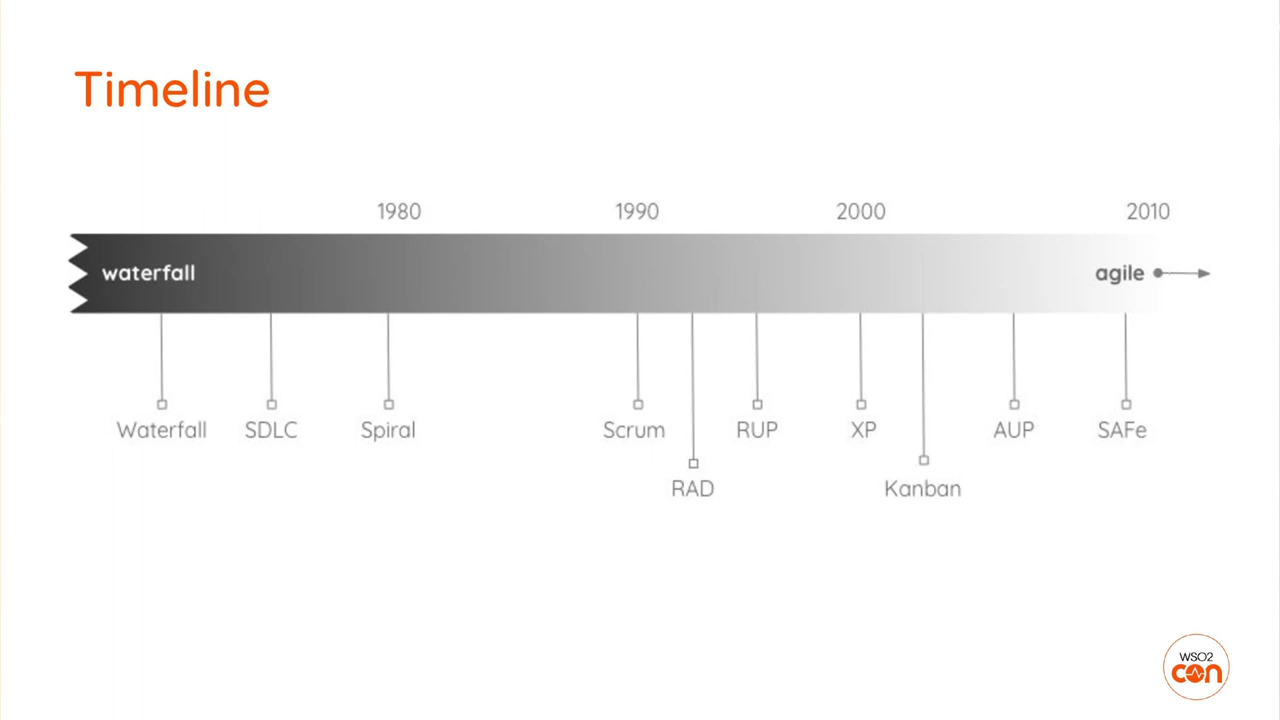 Timeline
1980 1990 2000 2010
waterfall agile
Waterfall SDLC Spiral Scrum RUP XP AUP SAFe
RAD Kanban
WSO2
con